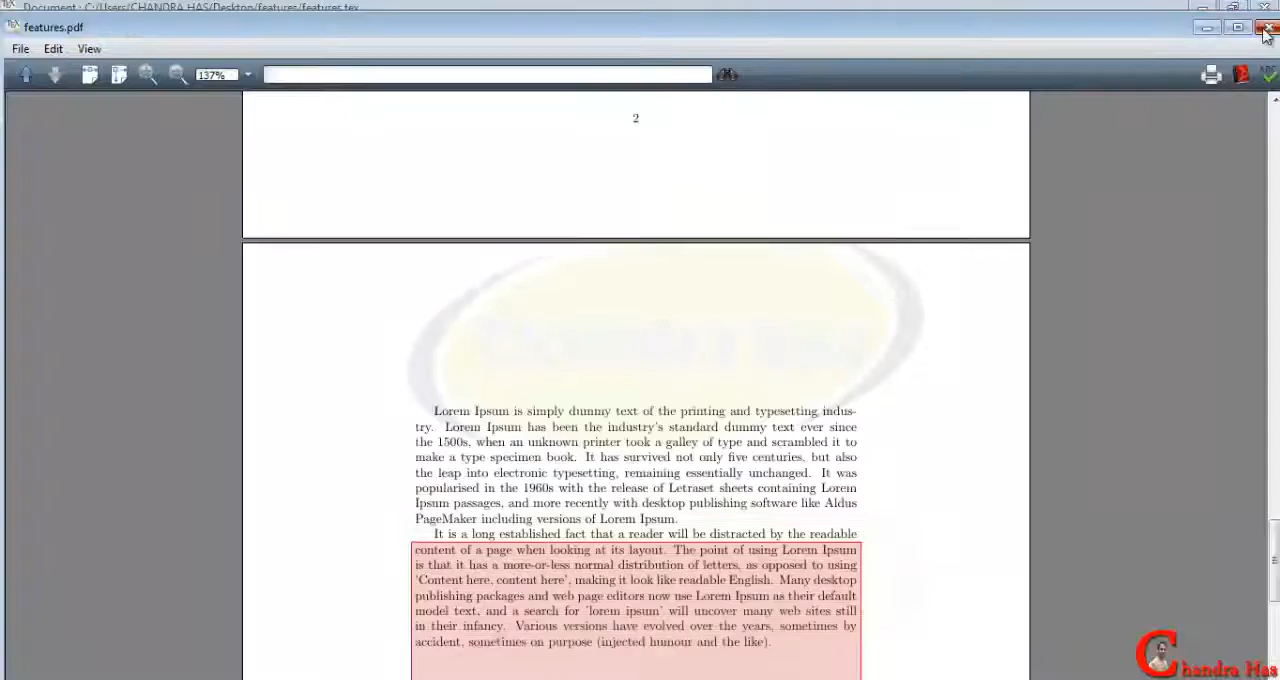 Document : C:/Users/CHANDRA HAS/Desktop/features/features.tex
features.pdf
File Edit View
137%
2
Lorem Ipsum is simply dummy text of the printing and typesetting indus-
try. Lorem Ipsum has been the industry's standard dummy text ever since
the 1500s, when an unknown printer took a galley of type and scrambled it to
make a type specimen book. It has survived not only five centuries, but also
the leap into electronic typesetting, remaining essentially unchanged. It was
popularised in the 1960s with the release of Letraset sheets containing Lorem
Ipsum passages, and more recently with desktop publishing software like Aldus
PageMaker including versions of Lorem Ipsum.
It is a long established fact that a reader will be distracted by the readable
content of a page when looking at its layout. The point of using Lorem Ipsum
is that it has a more-or-less normal distribution of letters, as opposed to using
'Content here, content here', making it look like readable English. Many desktop
publishing packages and web page editors now use Lorem Ipsum as their default
model text, and a search for 'lorem ipsum' will uncover many web sites still
in their infancy. Various versions have evolved over the years, sometimes by
accident, sometimes on purpose (injected humour and the like).
Chandra Has